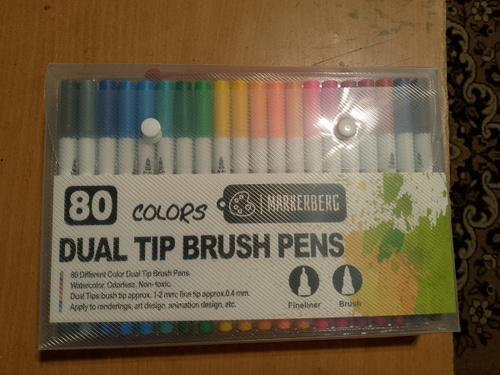 80 COLORS MARKERBERG
DUAL TIP BRUSH PENS
80 Different Color Dual Tip Brush Pens.
Watercolor, Odorless. Non-toxic.
Dual Tips:bush tip approx. 1-2 mm; fine tip approx.0.4 mm.
Apply to renderings, art design, animation design, etc.
Fineliner
Brush